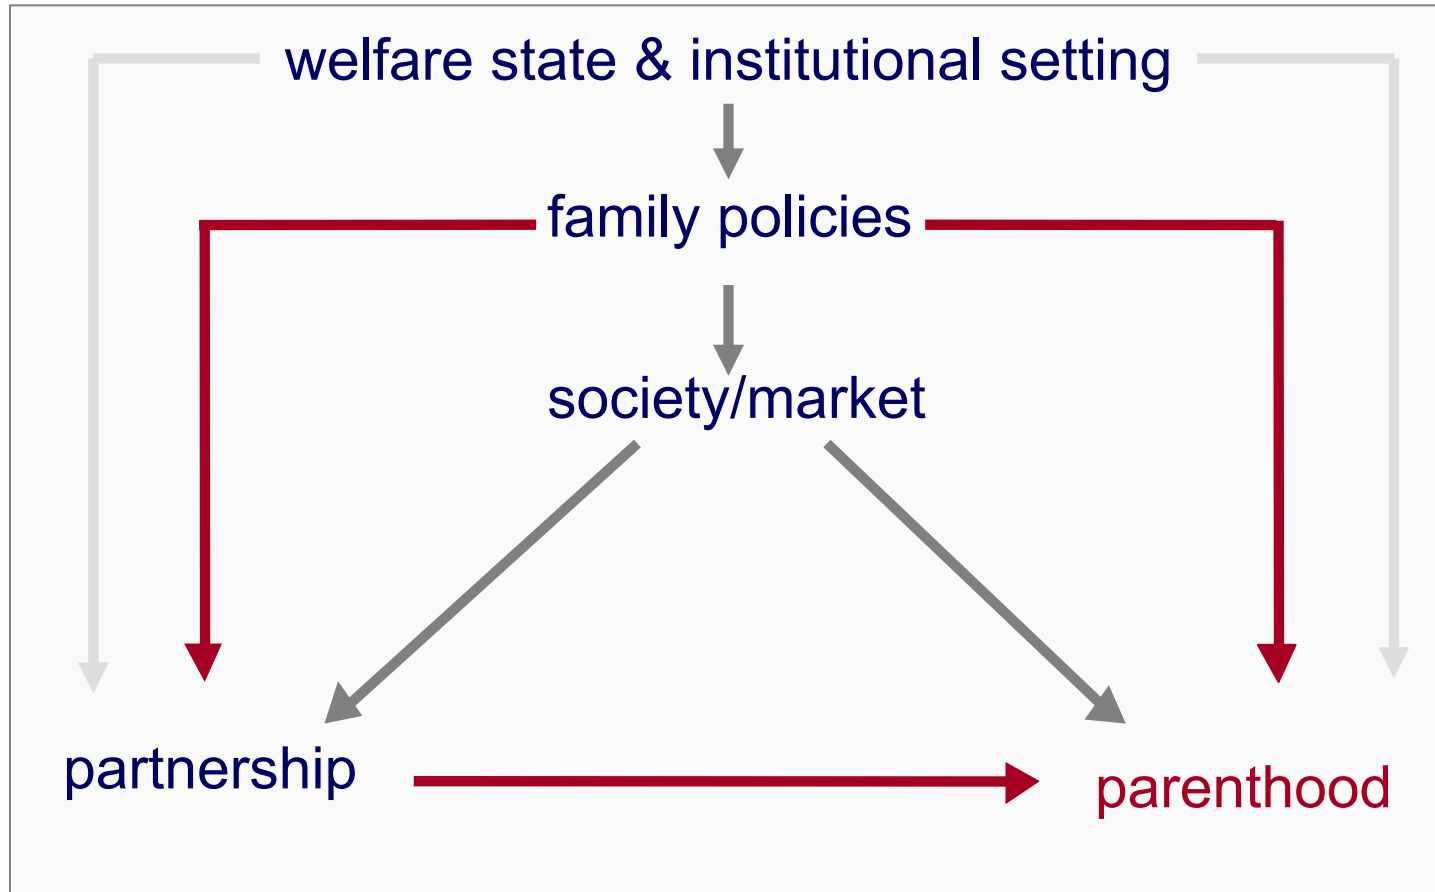 welfare state & institutional setting
family policies
society/market
partnership
parenthood